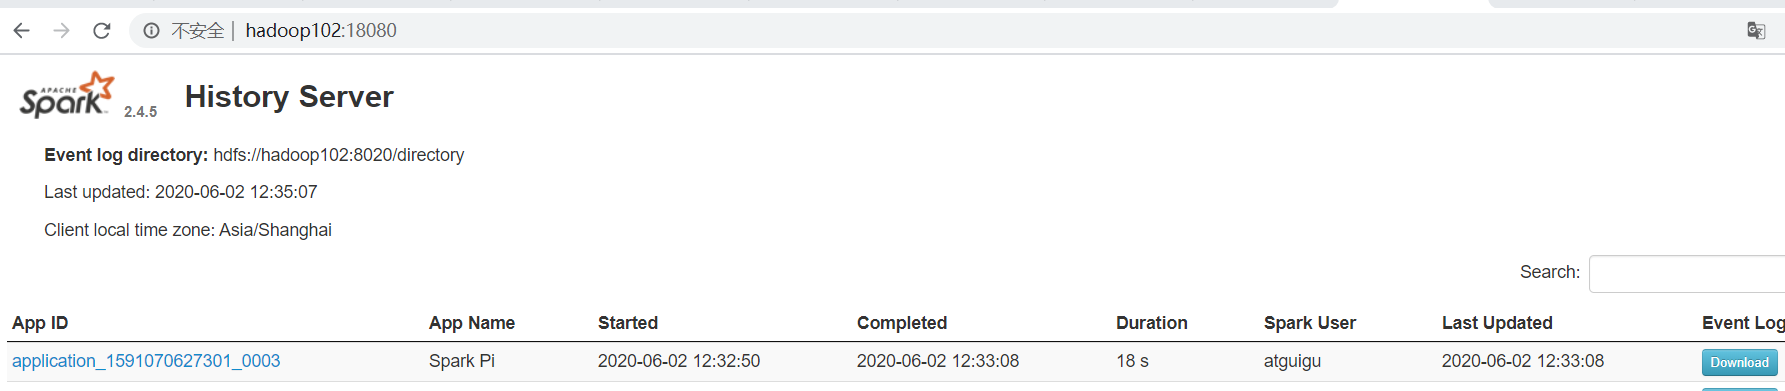 不安全 | hadoop102:18080
APACHE Spark 2.4.5 History Server
Event log directory: hdfs://hadoop102:8020/directory
Last updated: 2020-06-02 12:35:07
Client local time zone: Asia/Shanghai
Search:
App ID App Name Started Completed Duration Spark User Last Updated Event Log
application_1591070627301_0003 Spark Pi 2020-06-02 12:32:50 2020-06-02 12:33:08 18 s atguigu 2020-06-02 12:33:08 Download